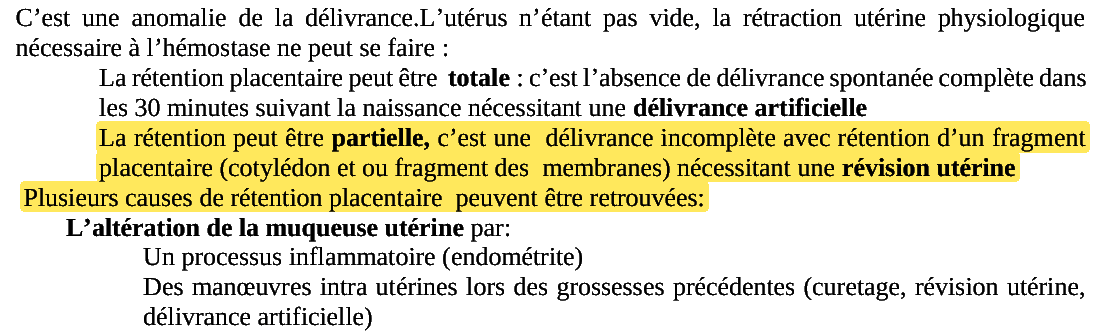 C’est une anomalie de la délivrance.L’utérus n’étant pas vide, la rétraction utérine physiologique
nécessaire à l’hémostase ne peut se faire :
La rétention placentaire peut être totale : c’est l’absence de délivrance spontanée complète dans
les 30 minutes suivant la naissance nécessitant une délivrance artificielle
La rétention peut être partielle, c’est une délivrance incomplète avec rétention d’un fragment
placentaire (cotylédon et ou fragment des membranes) nécessitant une révision utérine
Plusieurs causes de rétention placentaire peuvent être retrouvées:
L’altération de la muqueuse utérine par:
Un processus inflammatoire (endométrite)
Des manœuvres intra utérines lors des grossesses précédentes (curetage, révision utérine,
délivrance artificielle)